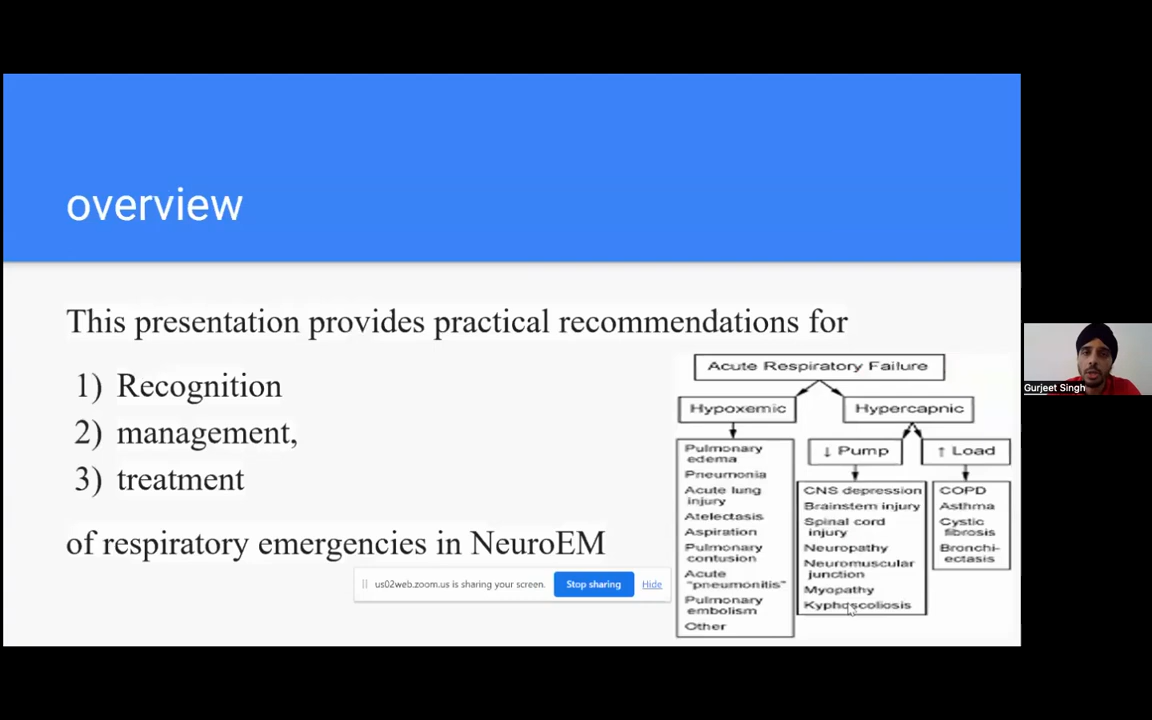 overview
This presentation provides practical recommendations for
1) Recognition
2) management,
3) treatment
of respiratory emergencies in NeuroEM
us02web.zoom.us is sharing your screen.
Stop sharing
Hide
Acute Respiratory Failure
Hypoxemic
Hypercapnic
↓ Pump
↑ Load
Pulmonary
edema
Pneumonia
Acute lung
injury
Atelectasis
Aspiration
Pulmonary
contusion
Acute
"pneumonitis"
Pulmonary
embolism
Other
CNS depression
Brainstem injury
Spinal cord
injury
Neuropathy
Neuromuscular
junction
Myopathy
Kyphoscoliosis
COPD
Asthma
Cystic
fibrosis
Bronchi-
ectasis
Gurjeet Singh